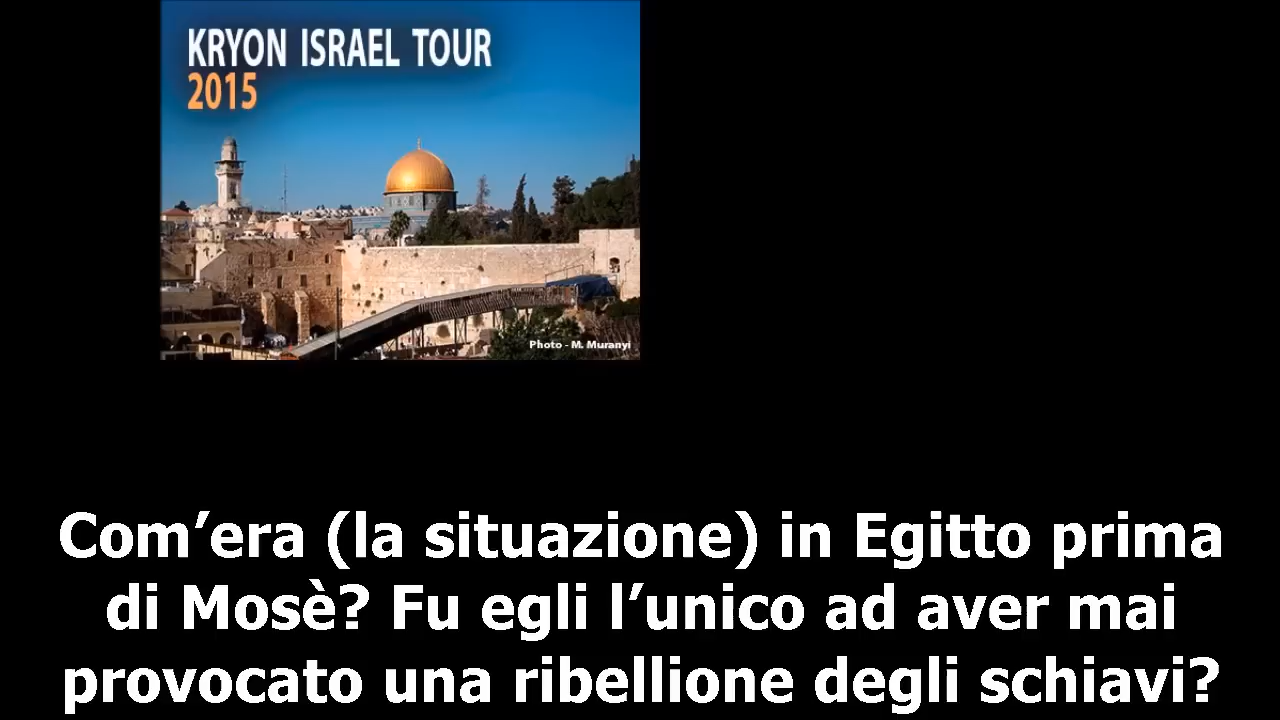 KRYON ISRAEL TOUR
2015
Photo - M. Muranyi
Com’era (la situazione) in Egitto prima
di Mosè? Fu egli l’unico ad aver mai
provocato una ribellione degli schiavi?